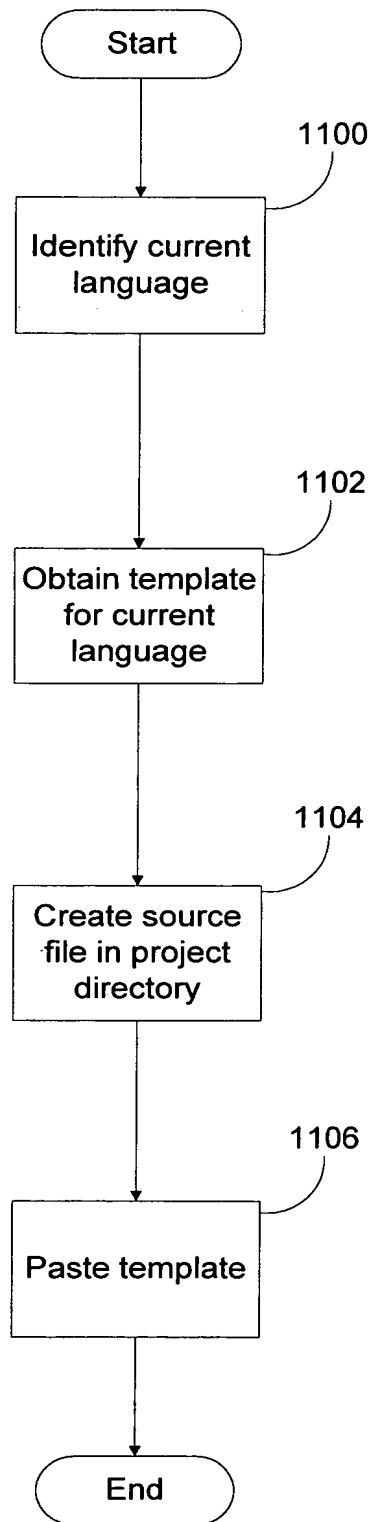 Start
1100
Identify current
language
1102
Obtain template
for current
language
1104
Create source
file in project
directory
1106
Paste template
End